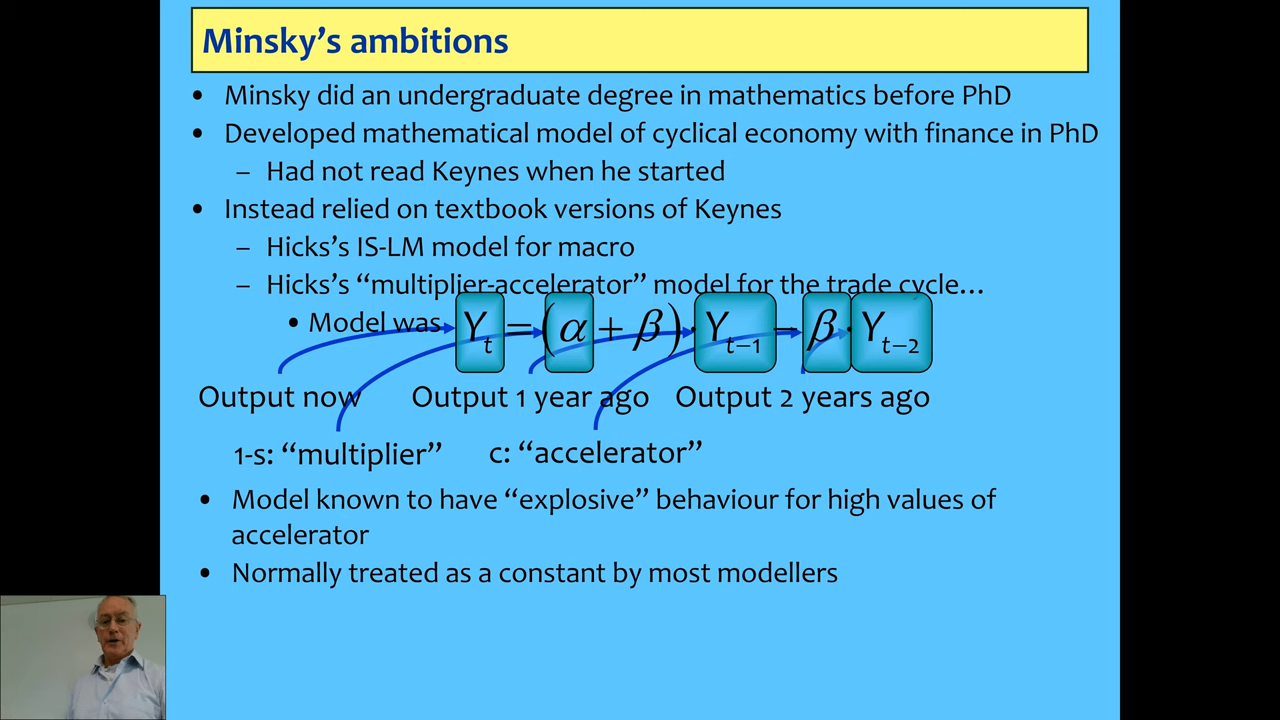 Minsky’s ambitions
• Minsky did an undergraduate degree in mathematics before PhD
• Developed mathematical model of cyclical economy with finance in PhD
– Had not read Keynes when he started
• Instead relied on textbook versions of Keynes
– Hicks’s IS-LM model for macro
– Hicks’s “multiplier-accelerator” model for the trade cycle…
• Model was Yₜ = (α + β)·Yₜ₋₁ − β·Yₜ₋₂
Output now Output 1 year ago Output 2 years ago
1-s: “multiplier” c: “accelerator”
• Model known to have “explosive” behaviour for high values of
accelerator
• Normally treated as a constant by most modellers